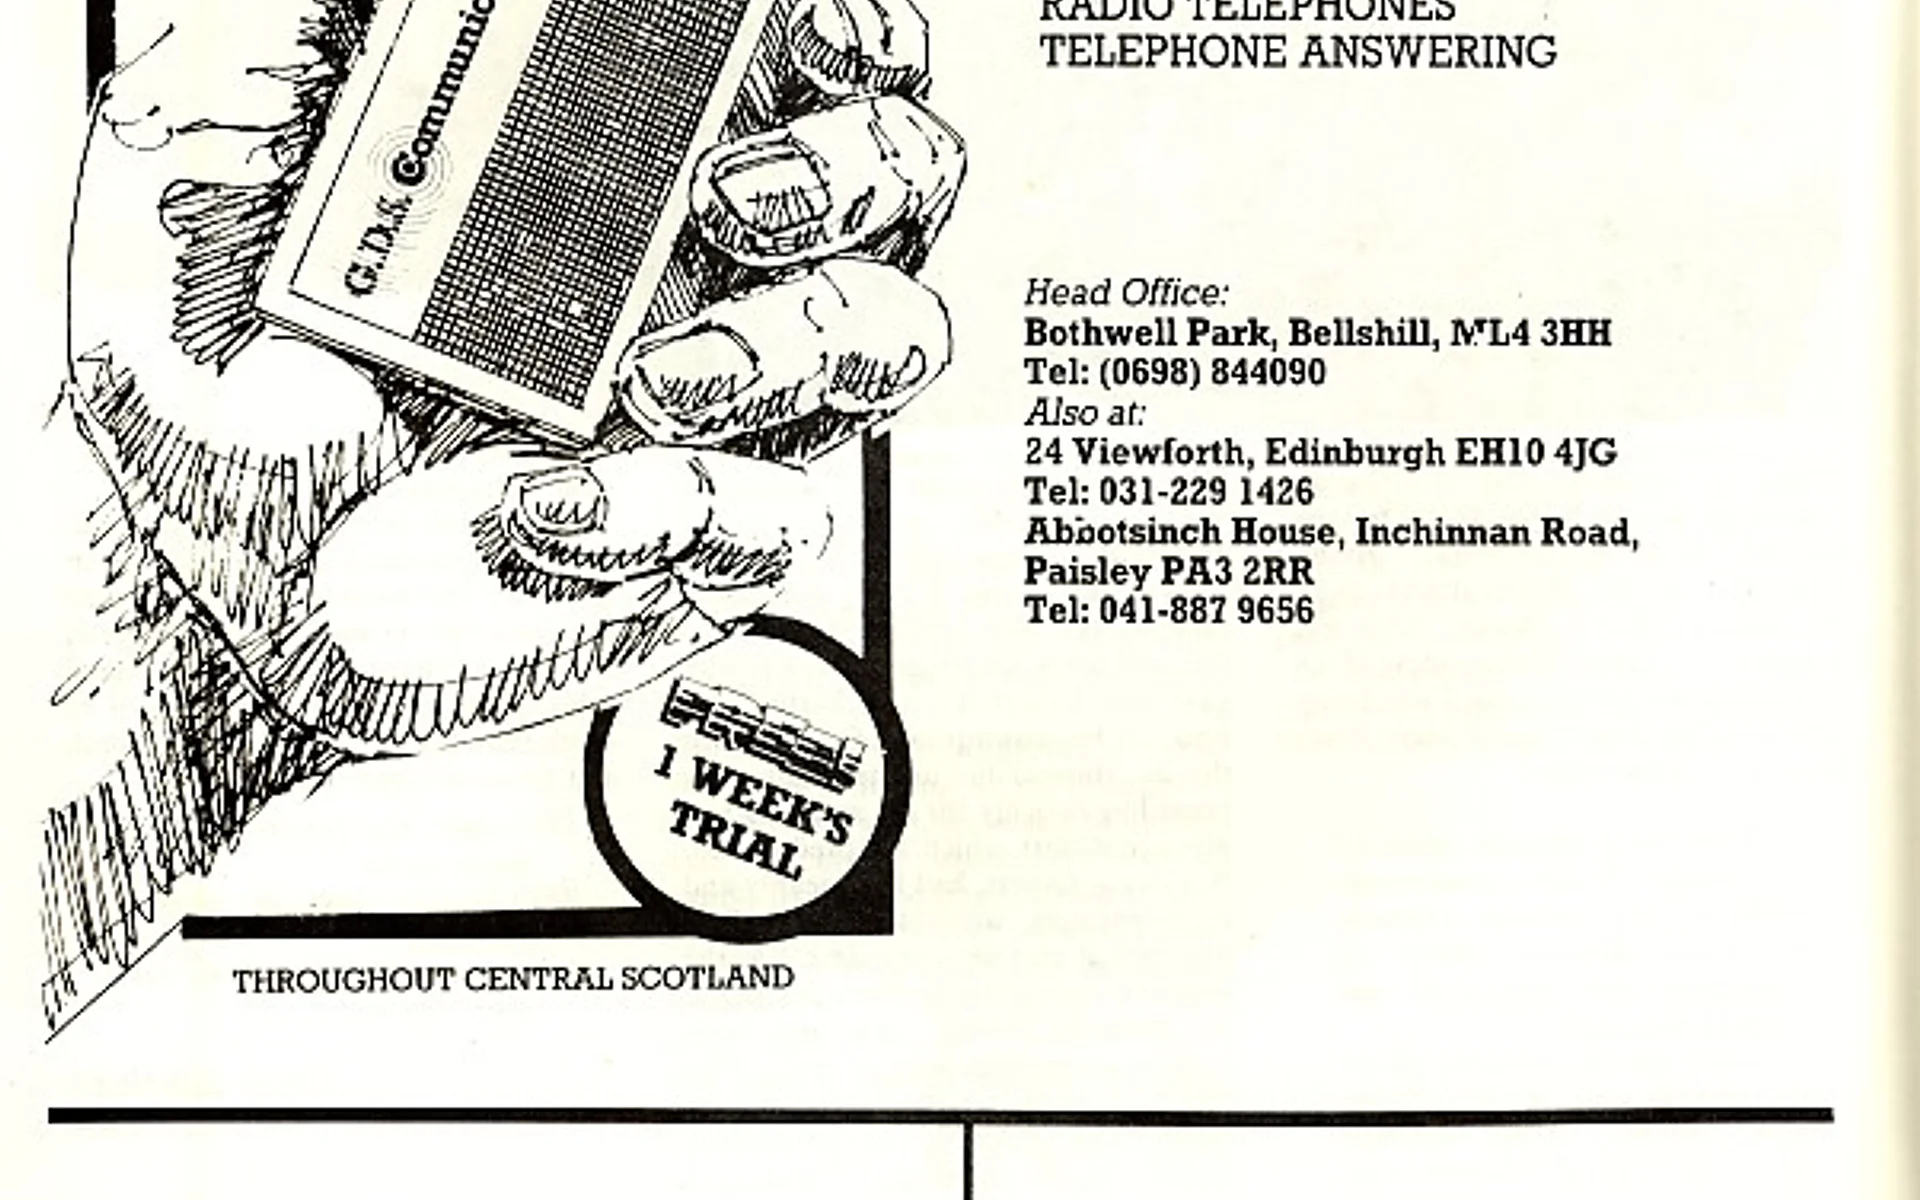 RADIO TELEPHONES
TELEPHONE ANSWERING
Communic
Head Office:
Bothwell Park, Bellshill, ML4 3HH
Tel: (0698) 844090
Also at:
24 Viewforth, Edinburgh EH10 4JG
Tel: 031-229 1426
Abbotsinch House, Inchinnan Road,
Paisley PA3 2RR
Tel: 041-887 9656
FREE
1 WEEK'S
TRIAL
THROUGHOUT CENTRAL SCOTLAND